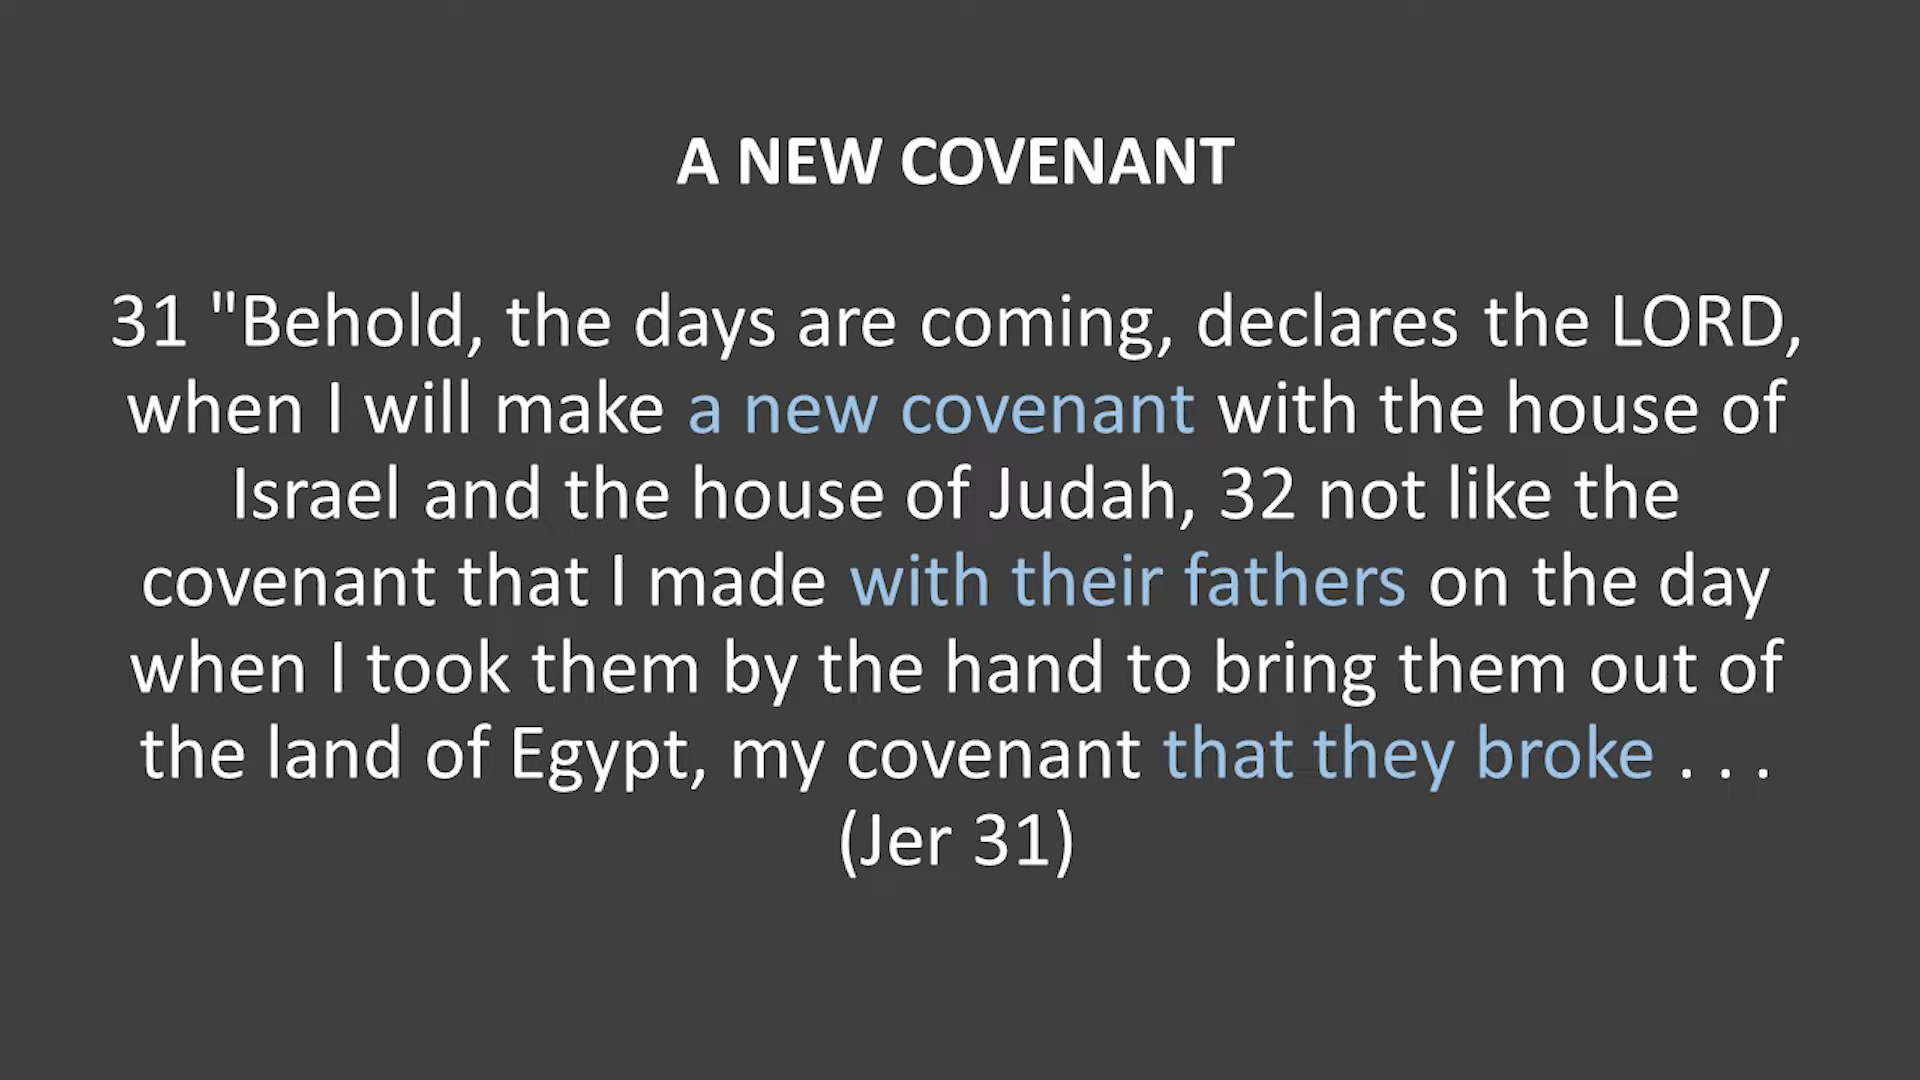 A NEW COVENANT
31 "Behold, the days are coming, declares the LORD,
when I will make a new covenant with the house of
Israel and the house of Judah, 32 not like the
covenant that I made with their fathers on the day
when I took them by the hand to bring them out of
the land of Egypt, my covenant that they broke . . .
(Jer 31)